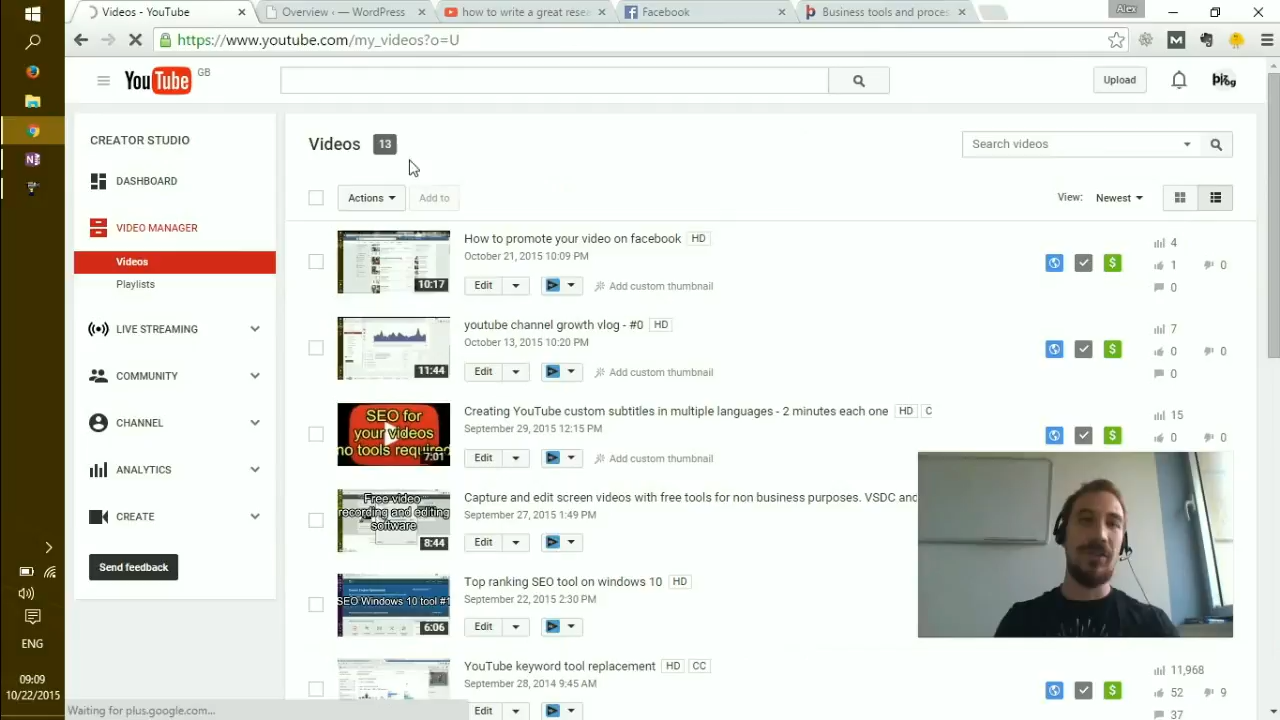 Videos - YouTube
Overview ‹ — WordPress
how to write a great rese
Facebook
Business tools and proces
Alex
https://www.youtube.com/my_videos?o=U
YouTube GB
Upload
CREATOR STUDIO
DASHBOARD
VIDEO MANAGER
Videos
Playlists
LIVE STREAMING
COMMUNITY
CHANNEL
ANALYTICS
CREATE
Send feedback
Videos 13
Search videos
Actions
Add to
View: Newest
10:17
How to promote your video on facebook HD
October 21, 2015 10:09 PM
Edit
Add custom thumbnail
4
1 0
0
11:44
youtube channel growth vlog - #0 HD
October 13, 2015 10:20 PM
Edit
Add custom thumbnail
7
0 0
0
SEO for
your videos
no tools required
7:01
Creating YouTube custom subtitles in multiple languages - 2 minutes each one HD C
September 29, 2015 12:15 PM
Edit
Add custom thumbnail
15
0 0
Free video
recording and editing
software
8:44
Capture and edit screen videos with free tools for non business purposes. VSDC and
September 27, 2015 1:49 PM
Edit
SEO Windows 10 tool #1
6:06
Top ranking SEO tool on windows 10 HD
September 22, 2015 2:30 PM
Edit
YouTube keyword tool replacement HD CC
September 28, 2014 9:45 AM
Edit
11,968
52 9
37
ENG
09:09
10/22/2015
Waiting for plus.google.com...